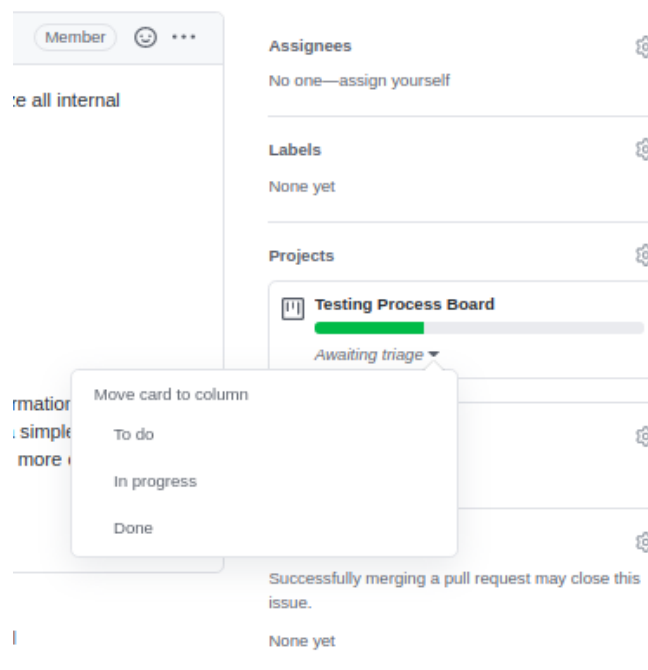 Member
all internal
simple
more
Assignees
No one—assign yourself
Labels
None yet
Projects
Testing Process Board
Awaiting triage
Move card to column
To do
In progress
Done
Successfully merging a pull request may close this
issue.
None yet